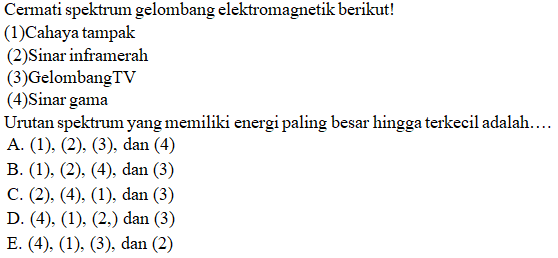 Cermati spektrum gelombang elektromagnetik berikut!
(1)Cahaya tampak
(2)Sinar inframerah
(3)GelombangTV
(4)Sinar gama
Urutan spektrum yang memiliki energi paling besar hingga terkecil adalah….
A. (1), (2), (3), dan (4)
B. (1), (2), (4), dan (3)
C. (2), (4), (1), dan (3)
D. (4), (1), (2,) dan (3)
E. (4), (1), (3), dan (2)